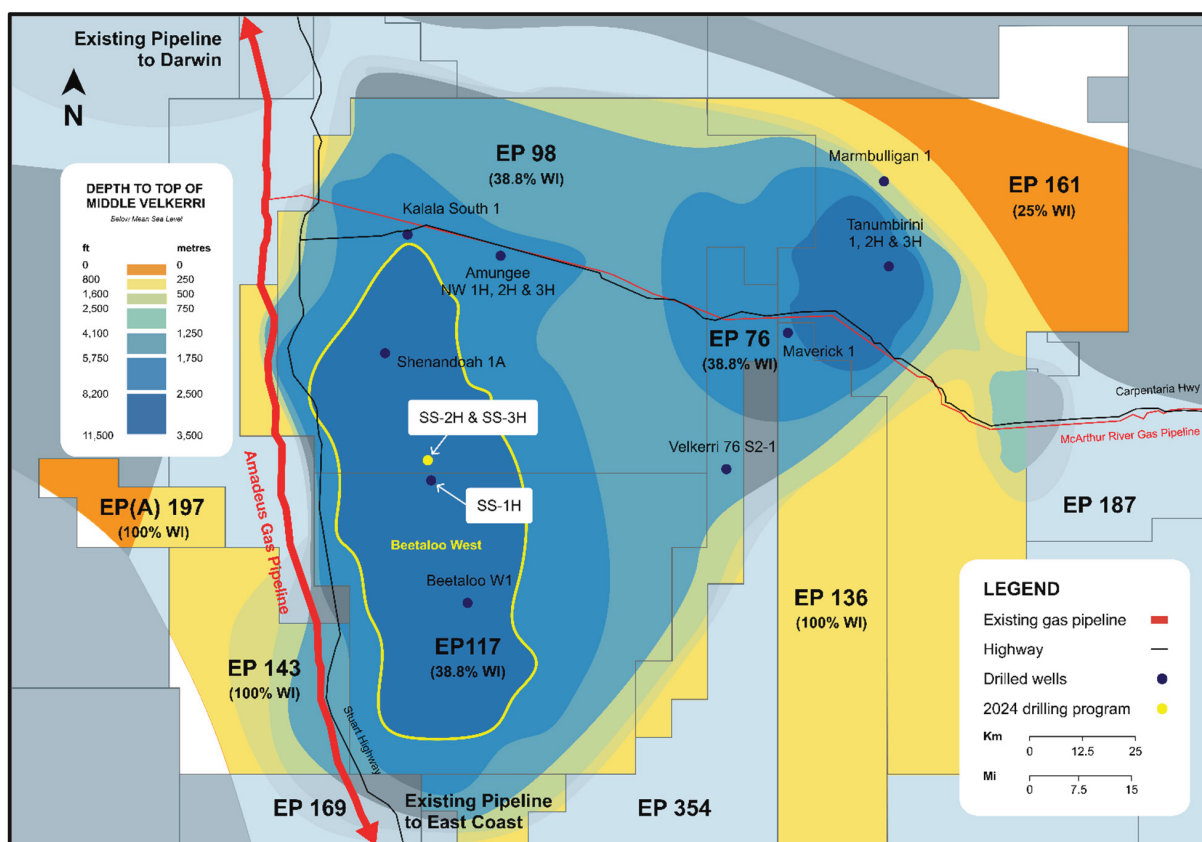 Existing Pipeline
to Darwin
N
DEPTH TO TOP OF
MIDDLE VELKERRI
Below Mean Sea Level
ft metres
0 0
800 250
1,600 500
2,500 750
4,100 1,250
5,750 1,750
8,200 2,500
11,500 3,500
EP 98
(38.8% WI)
Marmbulligan 1
EP 161
(25% WI)
Kalala South 1
Tanumbirini
1, 2H & 3H
Amungee
NW 1H, 2H & 3H
EP 76
(38.8% WI)
Maverick 1
Shenandoah 1A
Carpentaria Hwy
McArthur River Gas Pipeline
SS-2H & SS-3H
Velkerri 76 S2-1
SS-1H
EP(A) 197
(100% WI)
Amadeus Gas Pipeline
EP 187
Beetaloo West
Beetaloo W1
EP 136
(100% WI)
EP117
(38.8% WI)
EP 143
(100% WI)
Stuart Highway
EP 169
Existing Pipeline
to East Coast
EP 354
LEGEND
Existing gas pipeline
Highway
Drilled wells
2024 drilling program
Km
0 12.5 25
Mi
0 7.5 15